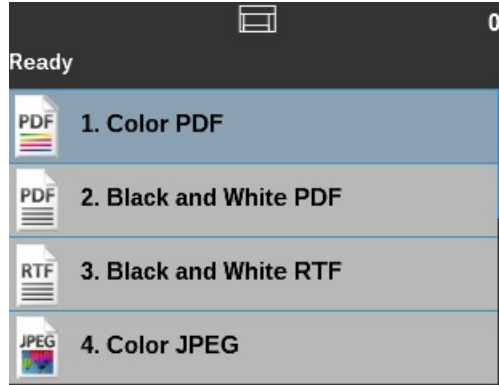 0
Ready
PDF 1. Color PDF
PDF 2. Black and White PDF
RTF 3. Black and White RTF
JPEG 4. Color JPEG